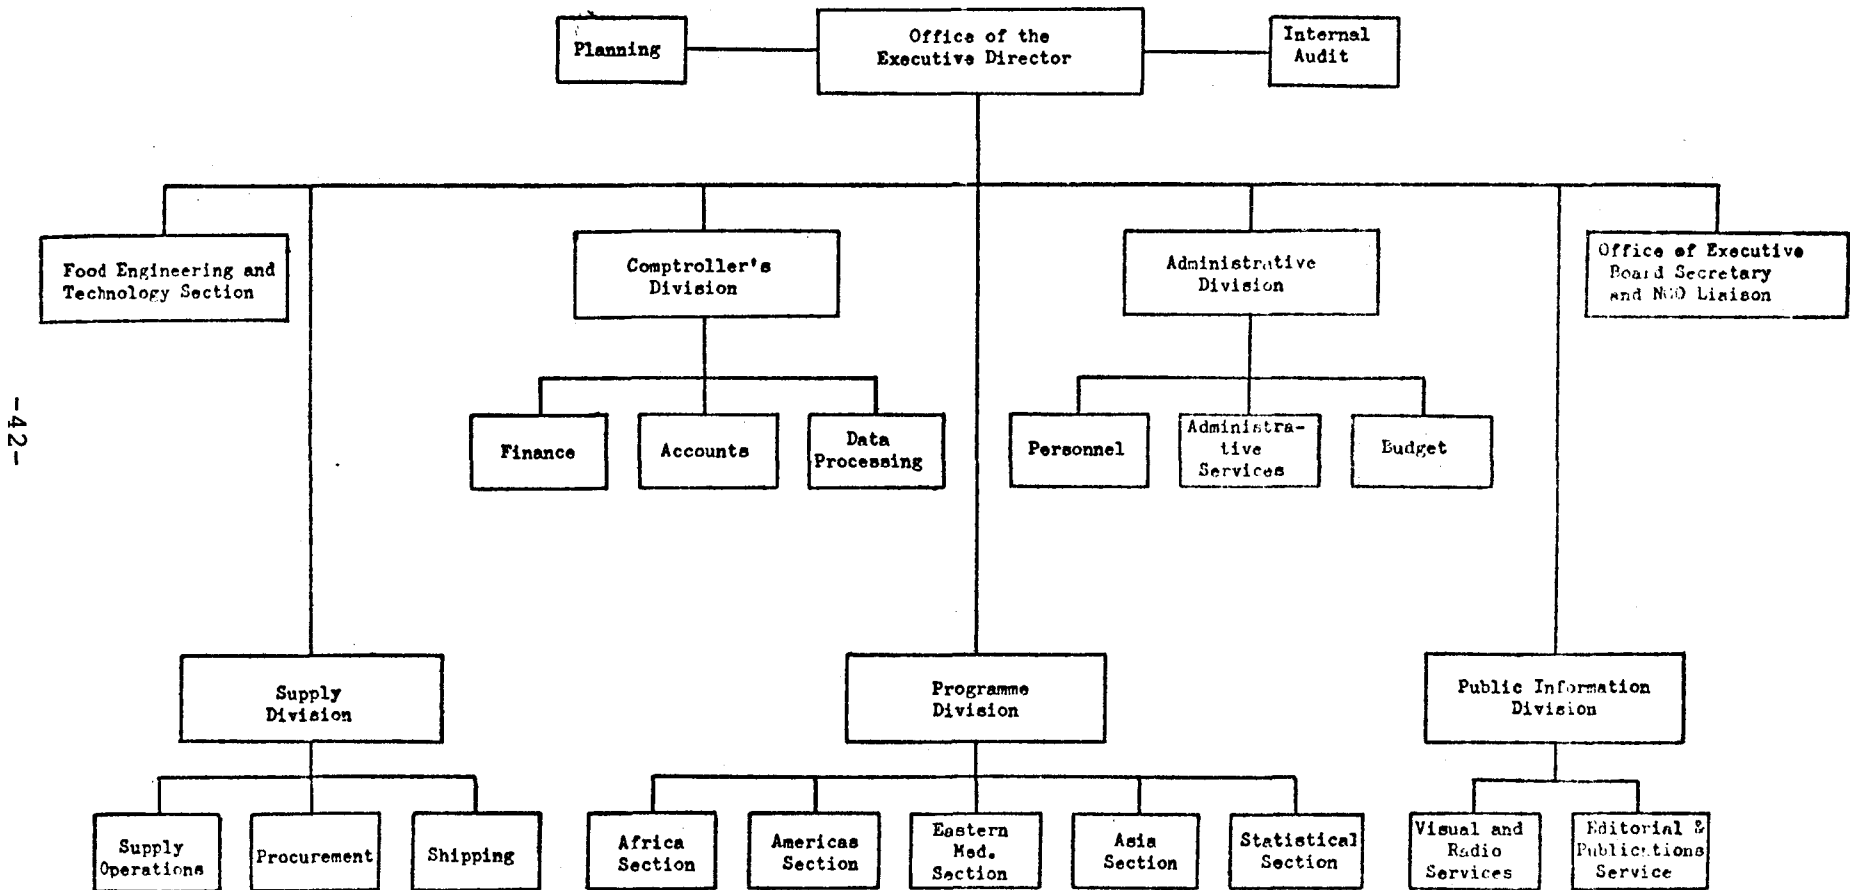 Planning
Office of the
Executive Director
Internal
Audit
Food Engineering and
Technology Section
Comptroller's
Division
Administrative
Division
Office of Executive
Board Secretary
and NGO Liaison
-42-
Finance
Accounts
Data
Processing
Personnel
Administra-
tive
Services
Budget
Supply
Division
Programme
Division
Public Information
Division
Supply
Operations
Procurement
Shipping
Africa
Section
Americas
Section
Eastern
Med.
Section
Asia
Section
Statistical
Section
Visual and
Radio
Services
Editorial &
Publications
Service